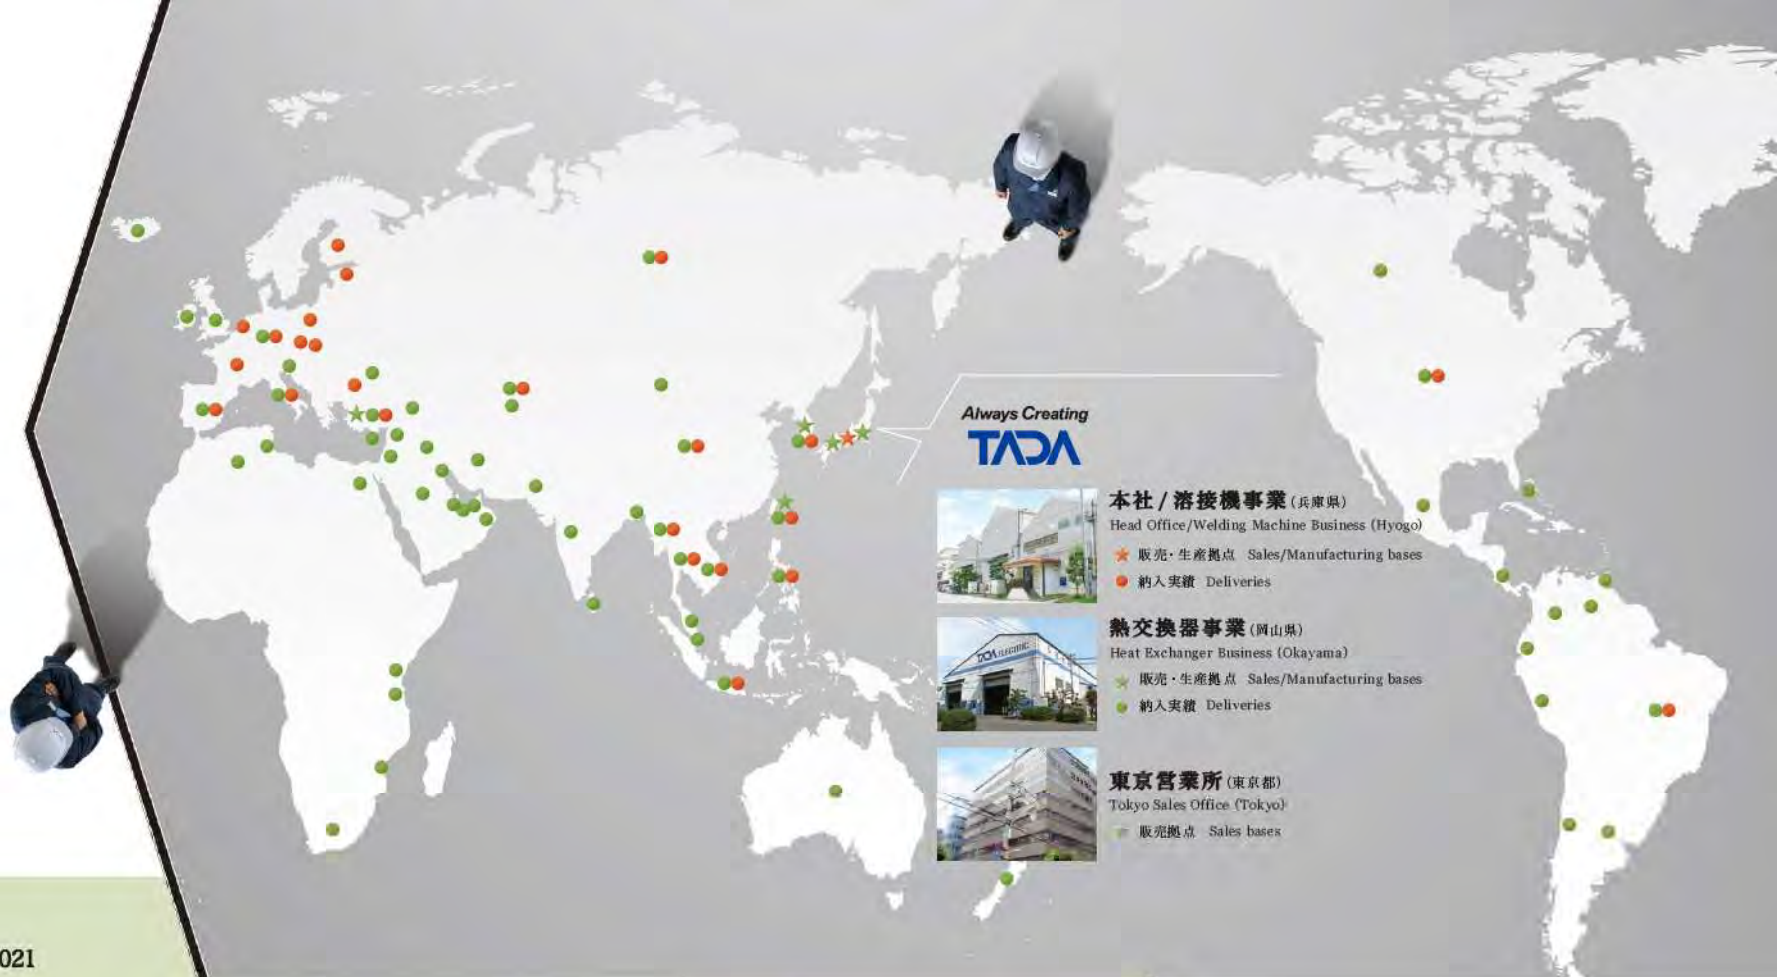 Always Creating
TADA
本社 / 溶接機事業 (兵庫県)
Head Office/Welding Machine Business (Hyogo)
販売・生産拠点 Sales/Manufacturing bases
納入実績 Deliveries
TADA ELECTRIC
熱交換器事業 (岡山県)
Heat Exchanger Business (Okayama)
販売・生産拠点 Sales/Manufacturing bases
納入実績 Deliveries
東京営業所 (東京都)
Tokyo Sales Office (Tokyo)
販売拠点 Sales bases
021